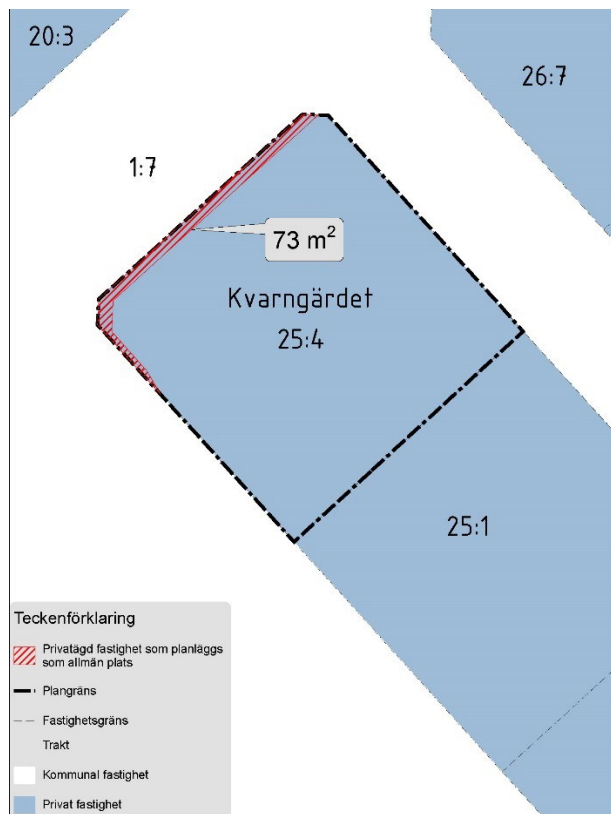 20:3
26:7
1:7
73 m²
Kvarngärdet
25:4
25:1
Teckenförklaring
Privatägd fastighet som planläggs
som allmän plats
Plangräns
Fastighetsgräns
Trakt
Kommunal fastighet
Privat fastighet